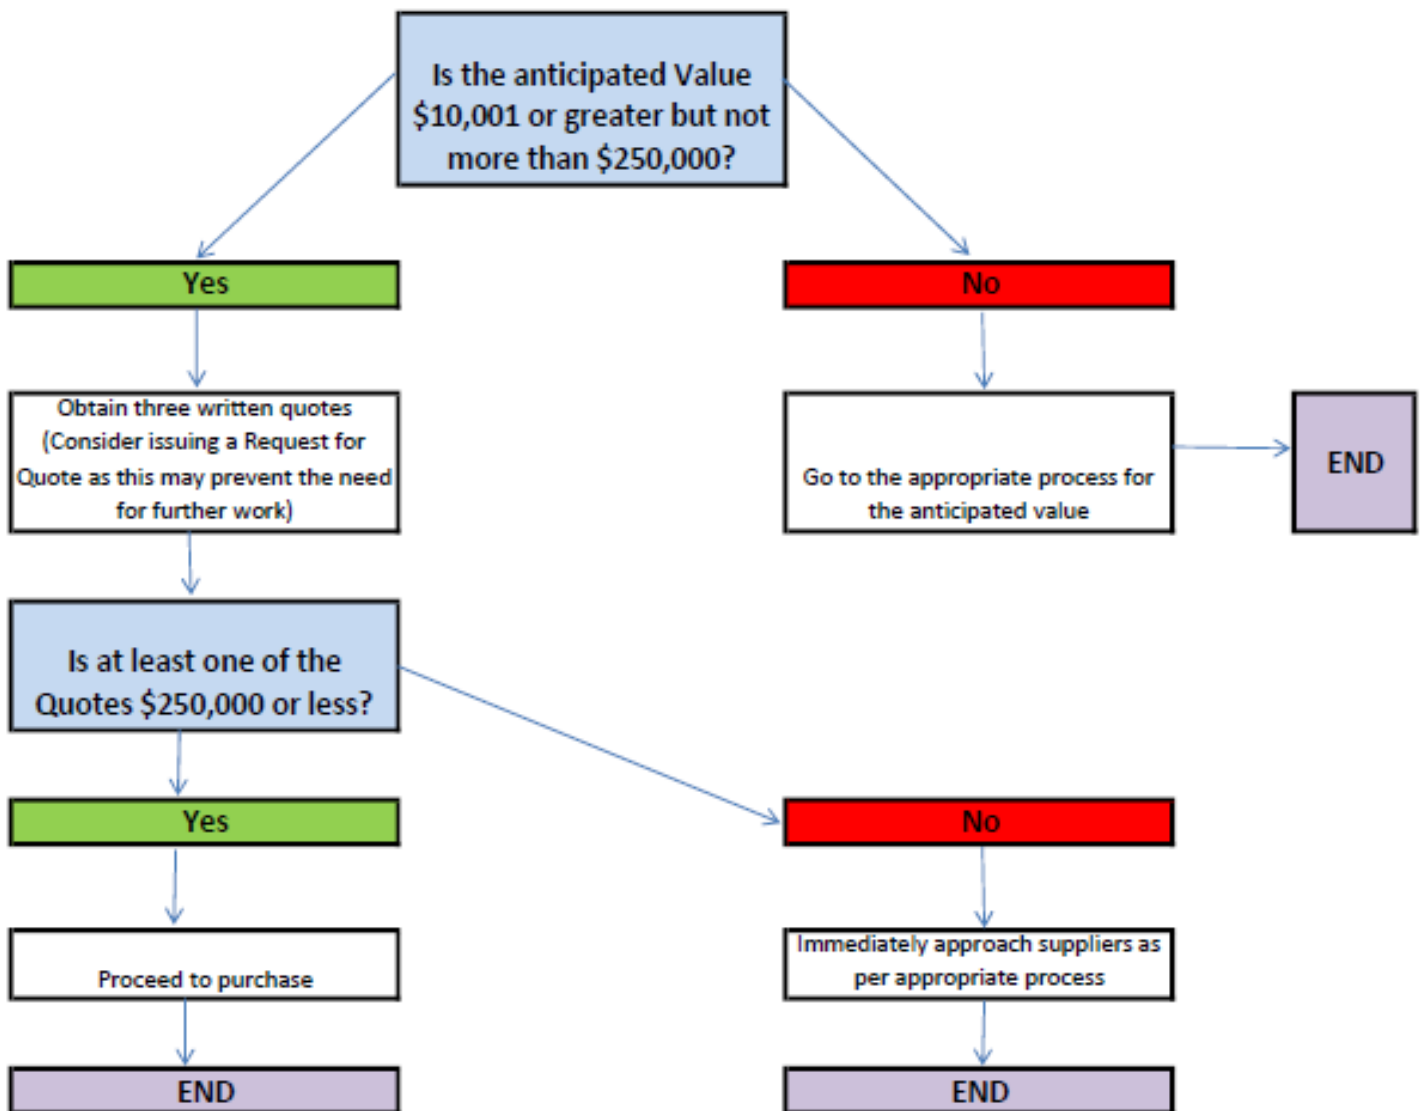 Is the anticipated Value
$10,001 or greater but not
more than $250,000?
Yes
No
Obtain three written quotes
(Consider issuing a Request for
Quote as this may prevent the need
for further work)
Go to the appropriate process for
the anticipated value
END
Is at least one of the
Quotes $250,000 or less?
Yes
No
Proceed to purchase
Immediately approach suppliers as
per appropriate process
END
END